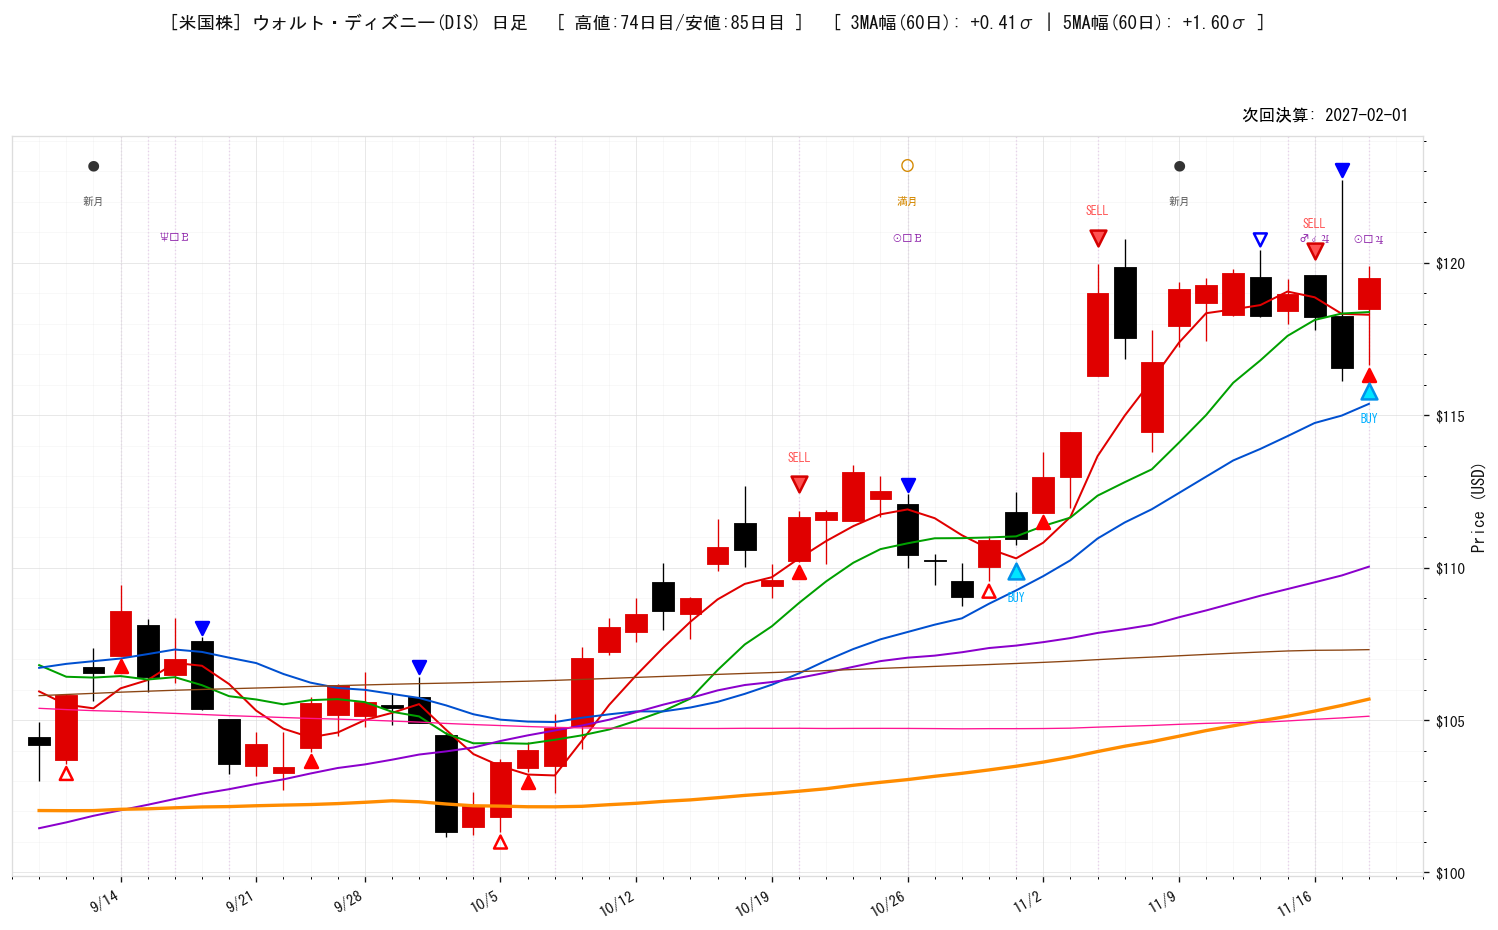 [米国株] ウォルト・ディズニー(DIS) 日足 [ 高値:74日目/安値:85日目 ] [ 3MA幅(60日): +0.41σ | 5MA幅(60日): +1.60σ ]
次回決算: 2027-02-01
新月
満月
新月
♆□♇
☉□♇
☉□♃
SELL
SELL
SELL
BUY
BUY
$120
$115
$110
$105
$100
Price (USD)
9/14
9/21
9/28
10/5
10/12
10/19
10/26
11/2
11/9
11/16